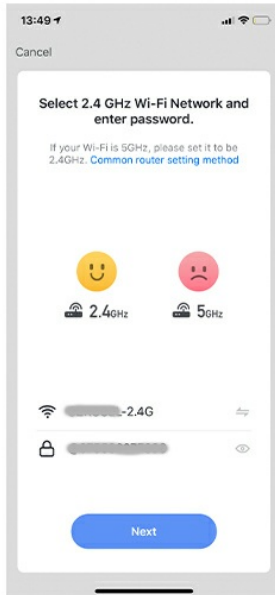 13:49
Cancel
Select 2.4 GHz Wi-Fi Network and
enter password.
If your Wi-Fi is 5GHz, please set it to be
2.4GHz. Common router setting method
2.4GHz 5GHz
-2.4G
Next